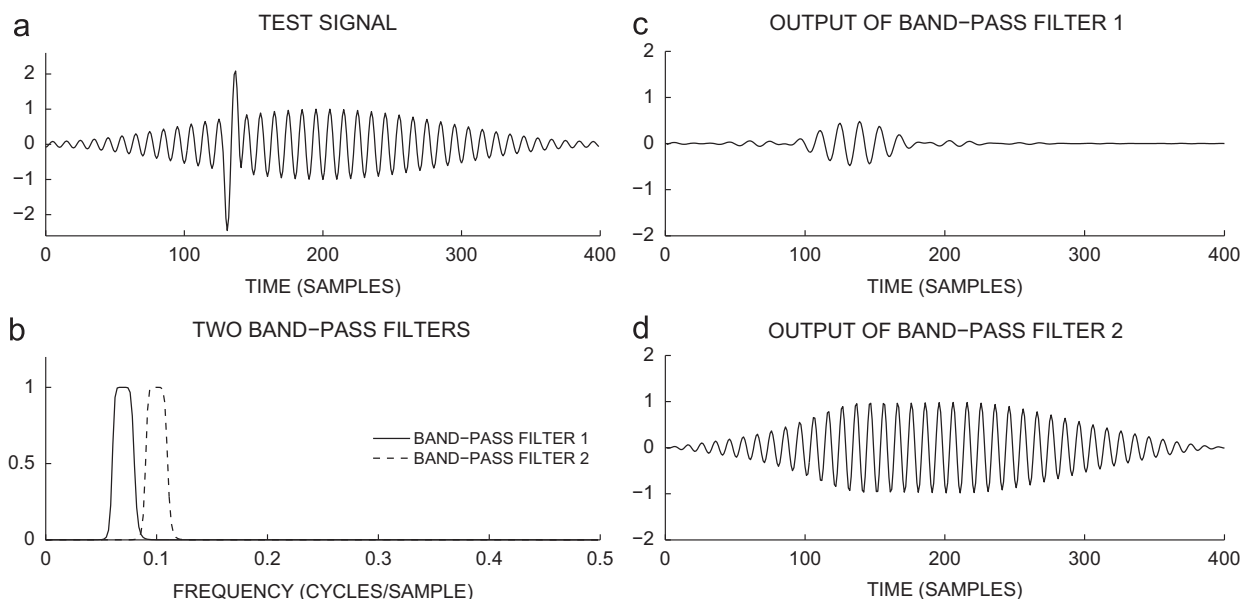 a
TEST SIGNAL
2
1
0
−1
−2
0 100 200 300 400
TIME (SAMPLES)
b
TWO BAND−PASS FILTERS
1
0.5
0
BAND−PASS FILTER 1
BAND−PASS FILTER 2
0 0.1 0.2 0.3 0.4 0.5
FREQUENCY (CYCLES/SAMPLE)
c
OUTPUT OF BAND−PASS FILTER 1
2
1
0
−1
−2
0 100 200 300 400
TIME (SAMPLES)
d
OUTPUT OF BAND−PASS FILTER 2
2
1
0
−1
−2
0 100 200 300 400
TIME (SAMPLES)